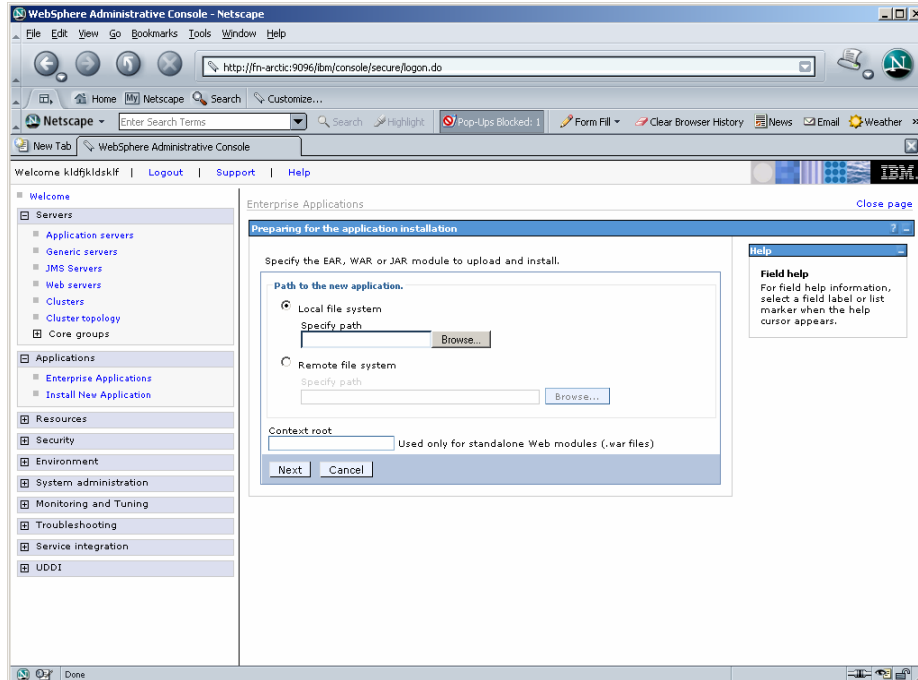 WebSphere Administrative Console - Netscape
File Edit View Go Bookmarks Tools Window Help
http://fn-arctic:9096/ibm/console/secure/logon.do
Home My Netscape Search Customize...
Netscape Enter Search Terms Search Highlight Pop-Ups Blocked: 1 Form Fill Clear Browser History News Email Weather »
New Tab WebSphere Administrative Console
Welcome kldfjkldsklf | Logout | Support | Help IBM.
Welcome
Servers
Application servers
Generic servers
JMS Servers
Web servers
Clusters
Cluster topology
Core groups
Applications
Enterprise Applications
Install New Application
Resources
Security
Environment
System administration
Monitoring and Tuning
Troubleshooting
Service integration
UDDI
Enterprise Applications Close page
Preparing for the application installation ? -
Specify the EAR, WAR or JAR module to upload and install.
Path to the new application.
Local file system
Specify path
Browse...
Remote file system
Specify path
Browse...
Context root
Used only for standalone Web modules (.war files)
Next Cancel
Help -
Field help
For field help information,
select a field label or list
marker when the help
cursor appears.
Done